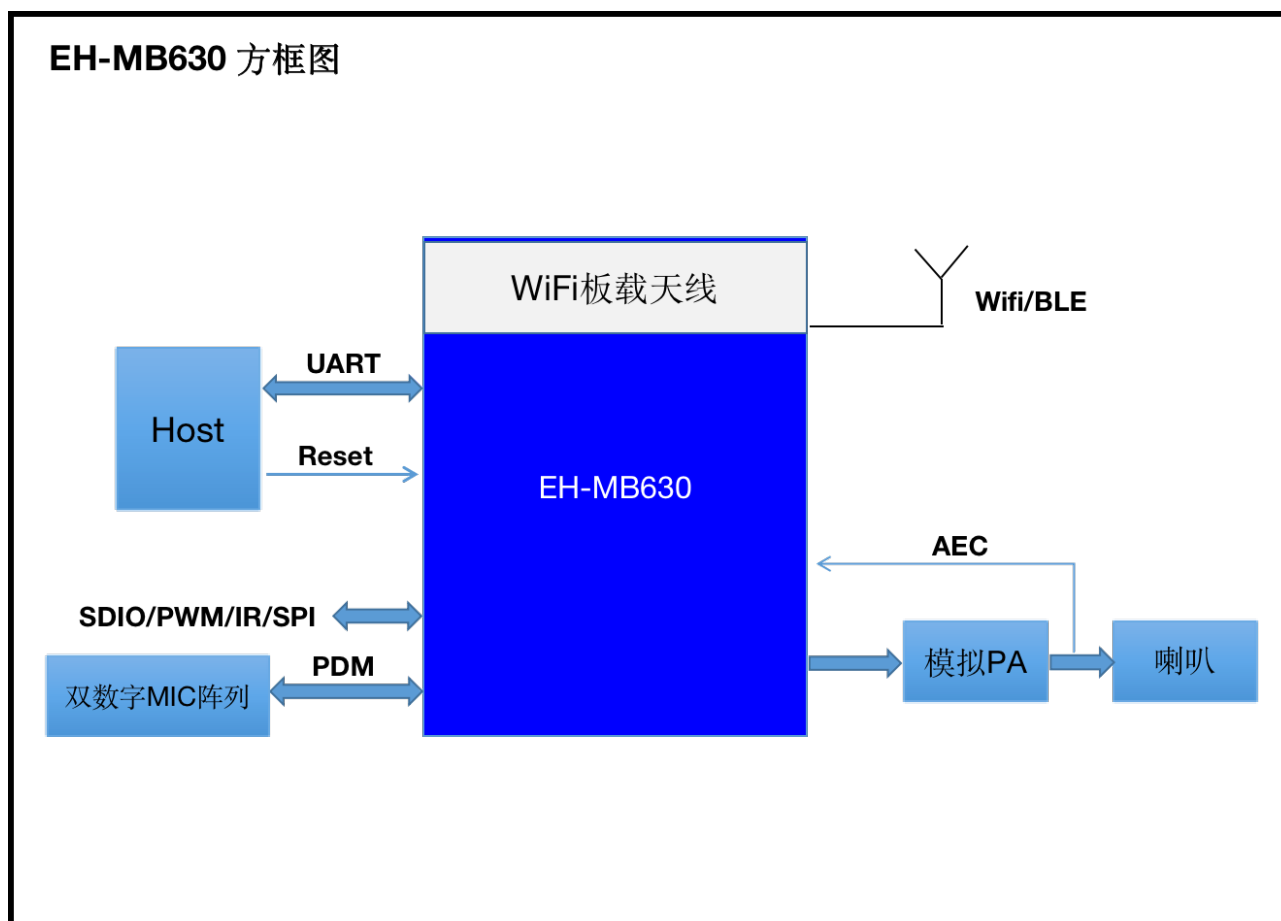 EH-MB630 方框图
WiFi板载天线
Wifi/BLE
UART
Host
Reset
EH-MB630
AEC
SDIO/PWM/IR/SPI
PDM
双数字MIC阵列
模拟PA
喇叭